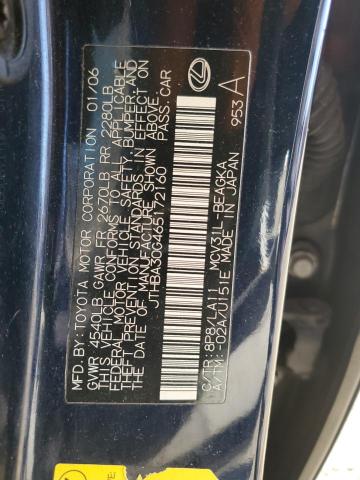 MFD.BY:TOYOTA MOTOR CORPORATION 01/06
GVWR 4540LB GAWR FR 2670LB RR 2280LB
THIS VEHICLE CONFORMS TO ALL APPLICABLE
FEDERAL MOTOR VEHICLE SAFETY, BUMPER, AND
THEFT PREVENTION STANDARDS IN EFFECT ON
THE DATE OF MANUFACTURE SHOWN ABOVE.
JTHBA30G465172160 PASS.CAR
C/TR:8P8/LA11 MCV31L-BEAGKA
A/TM:-02A/U151E MADE IN JAPAN 953 A